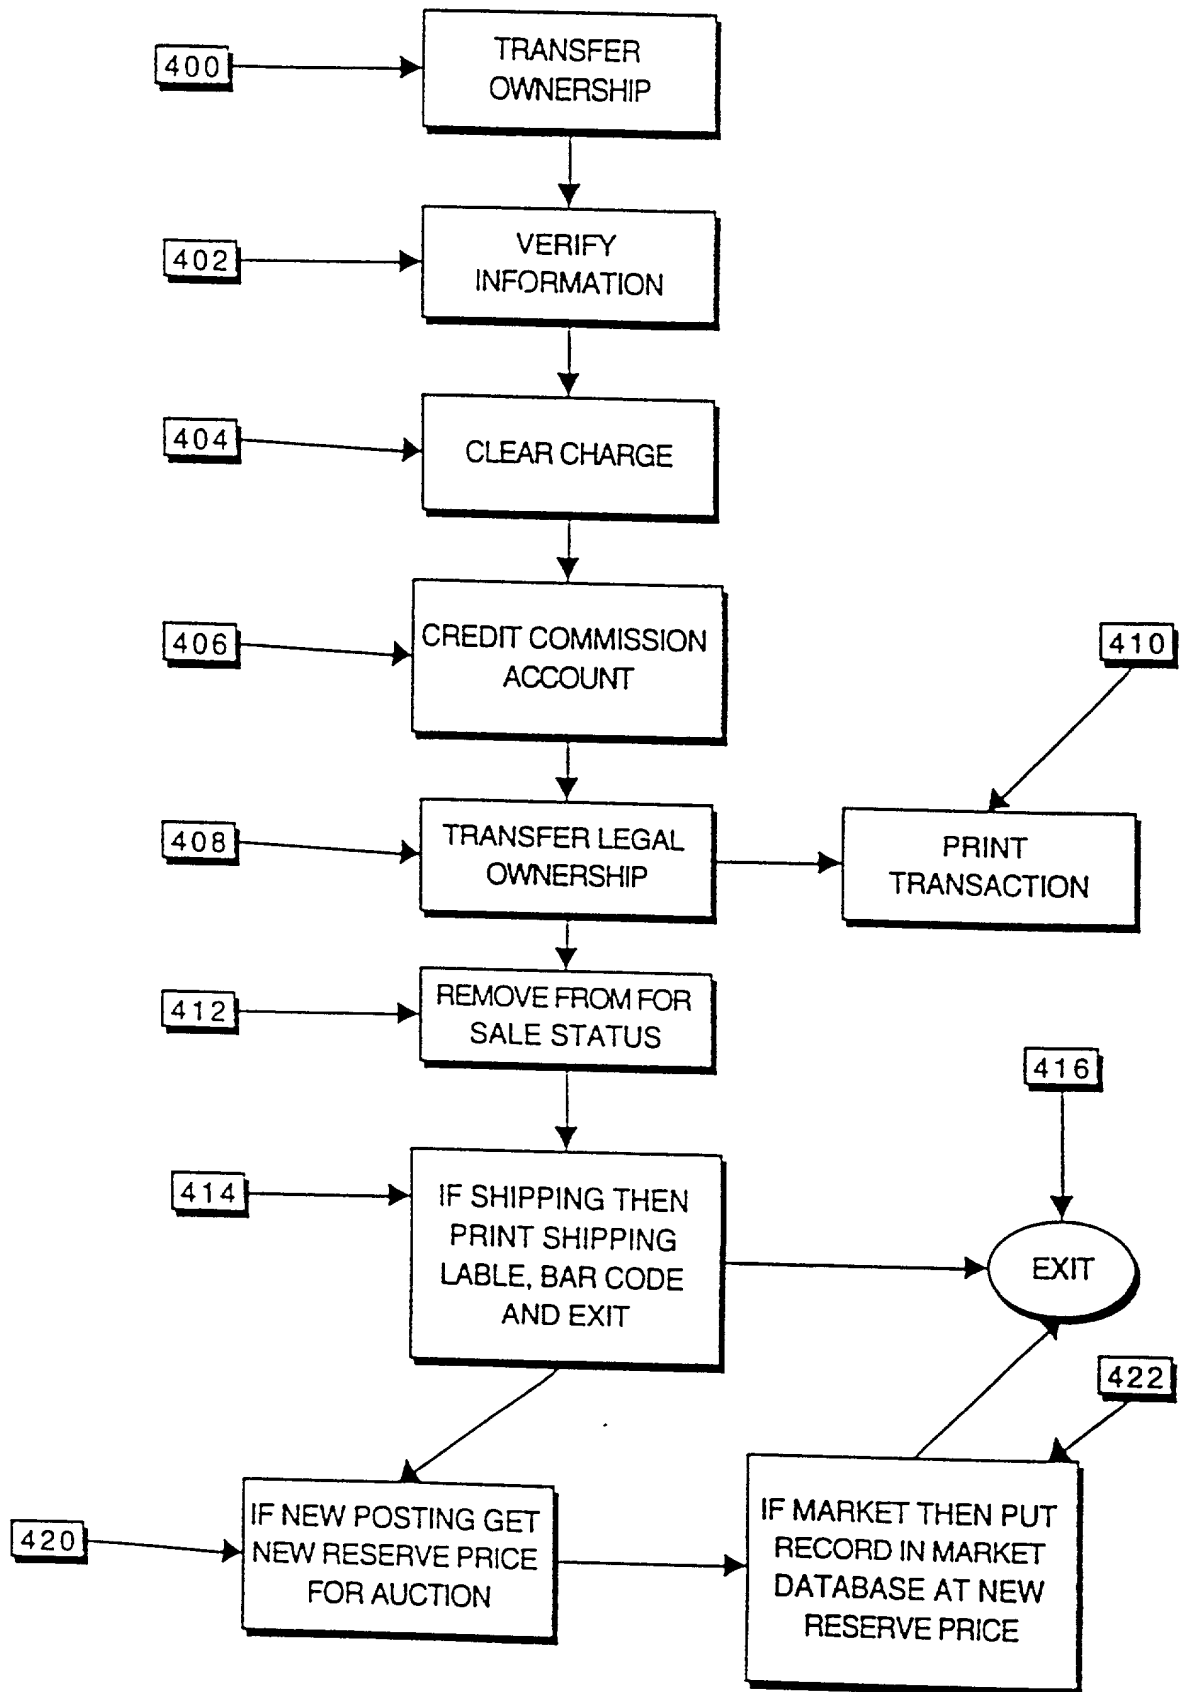 400
TRANSFER
OWNERSHIP
402
VERIFY
INFORMATION
404
CLEAR CHARGE
406
CREDIT COMMISSION
ACCOUNT
410
408
TRANSFER LEGAL
OWNERSHIP
PRINT
TRANSACTION
412
REMOVE FROM FOR
SALE STATUS
416
414
IF SHIPPING THEN
PRINT SHIPPING
LABLE, BAR CODE
AND EXIT
EXIT
422
420
IF NEW POSTING GET
NEW RESERVE PRICE
FOR AUCTION
IF MARKET THEN PUT
RECORD IN MARKET
DATABASE AT NEW
RESERVE PRICE